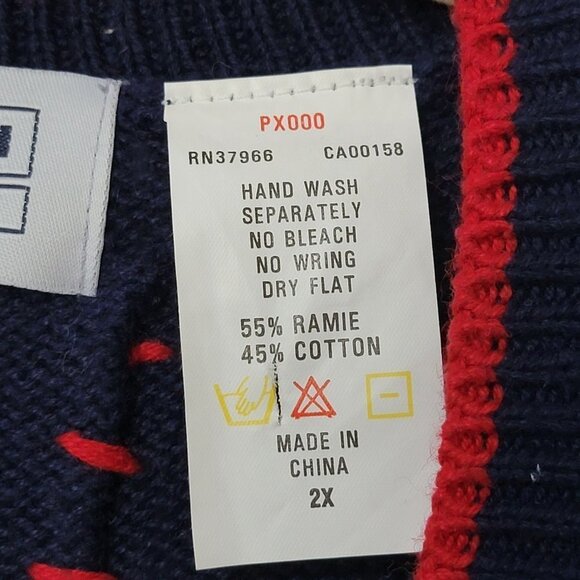 PX000
RN37966 CA00158
HAND WASH
SEPARATELY
NO BLEACH
NO WRING
DRY FLAT
55% RAMIE
45% COTTON
MADE IN
CHINA
2X